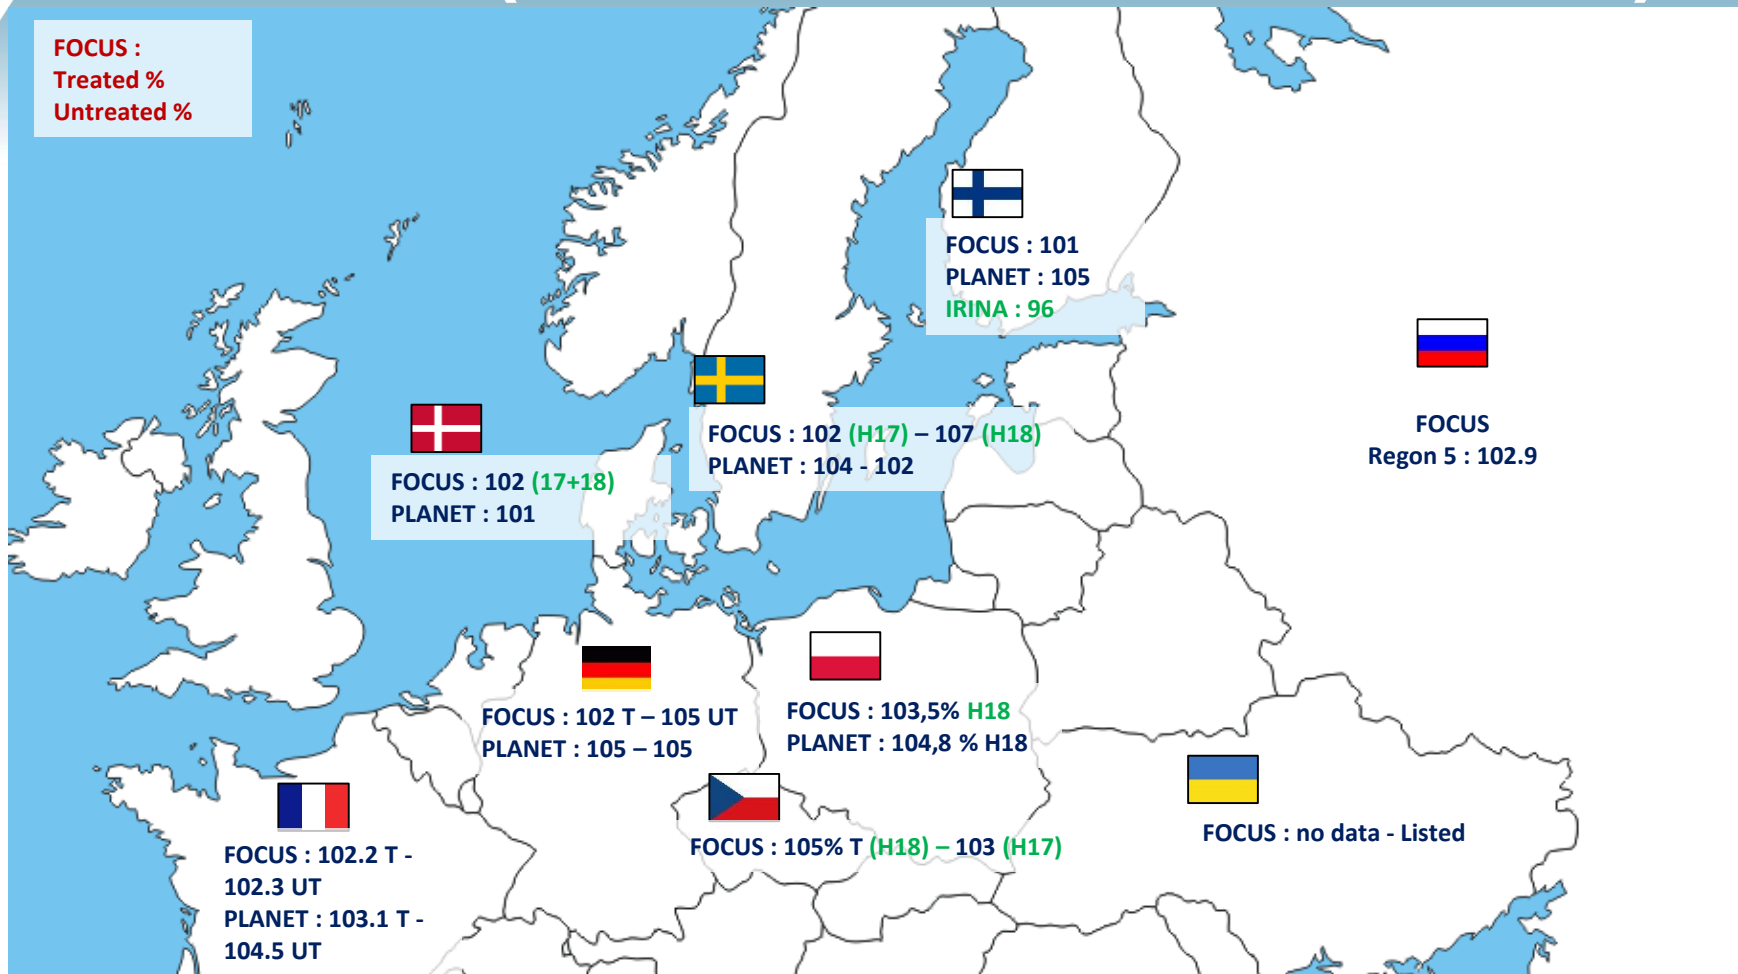 FOCUS :
Treated %
Untreated %
FOCUS : 101
PLANET : 105
IRINA : 96
FOCUS : 102 (H17) – 107 (H18)
PLANET : 104 - 102
FOCUS
Regon 5 : 102.9
FOCUS : 102 (17+18)
PLANET : 101
FOCUS : 102 T – 105 UT
PLANET : 105 – 105
FOCUS : 103,5% H18
PLANET : 104,8 % H18
FOCUS : 105% T (H18) – 103 (H17)
FOCUS : no data - Listed
FOCUS : 102.2 T -
102.3 UT
PLANET : 103.1 T -
104.5 UT